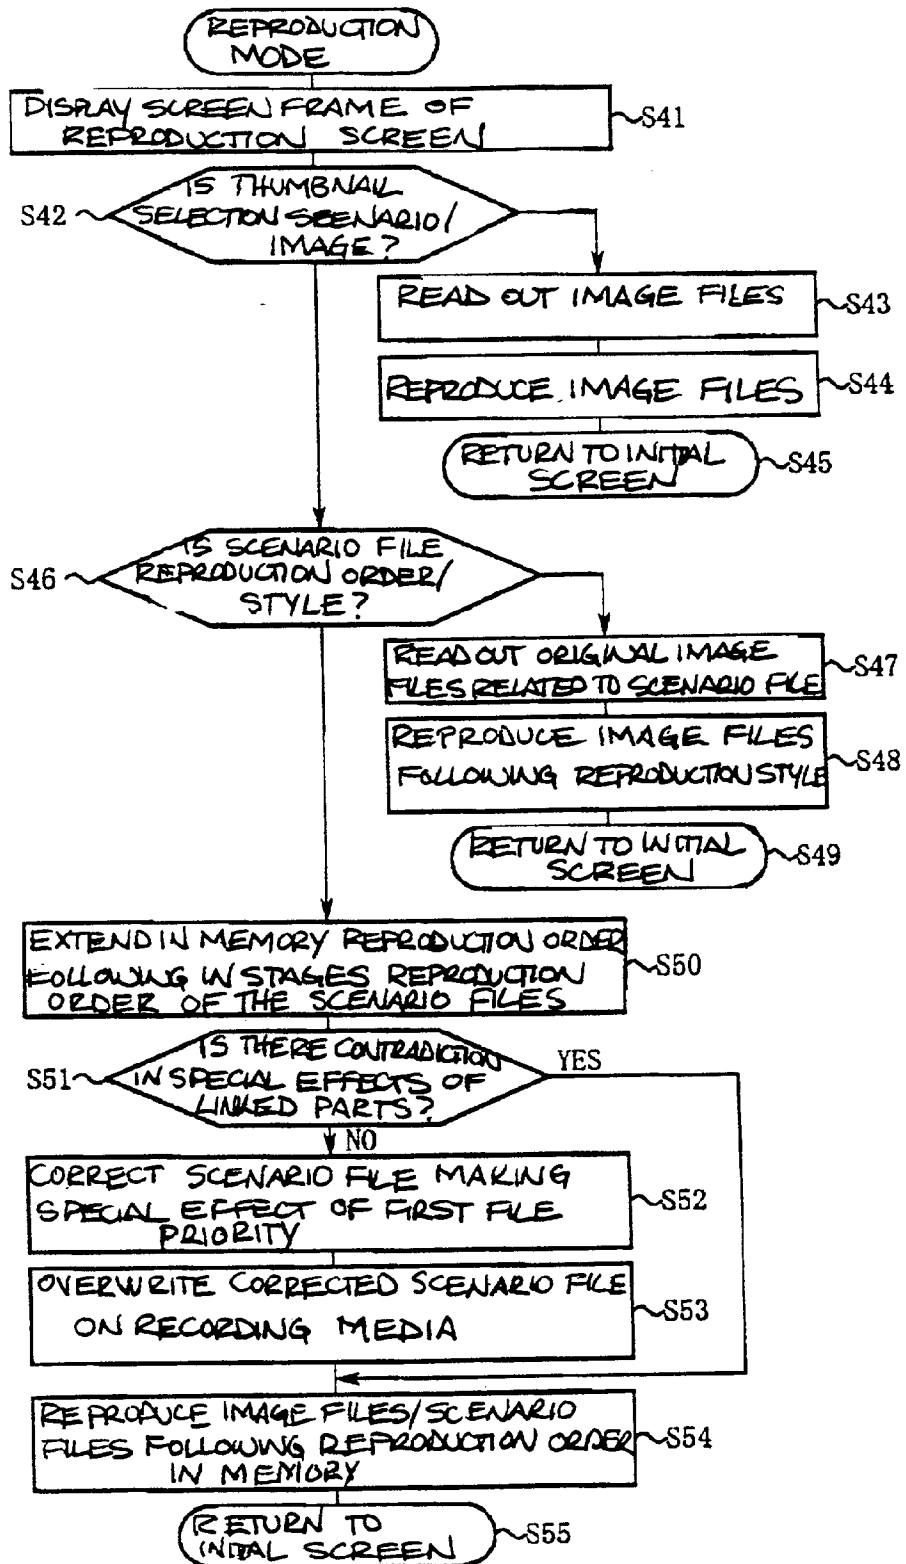 REPRODUCTION
MODE
DISPLAY SCREEN FRAME OF
REPRODUCTION SCREEN
S41
IS THUMBNAIL
SELECTION SCENARIO/
IMAGE?
S42
READ OUT IMAGE FILES
S43
REPRODUCE IMAGE FILES
S44
RETURN TO INITIAL
SCREEN
S45
IS SCENARIO FILE
REPRODUCTION ORDER/
STYLE?
S46
READ OUT ORIGINAL IMAGE
FILES RELATED TO SCENARIO FILE
S47
REPRODUCE IMAGE FILES
FOLLOWING REPRODUCTION STYLE
S48
RETURN TO INITIAL
SCREEN
S49
EXTEND IN MEMORY REPRODUCTION ORDER
FOLLOWING IN STAGES REPRODUCTION
ORDER OF THE SCENARIO FILES
S50
IS THERE CONTRADICTION
IN SPECIAL EFFECTS OF
LINKED PARTS?
S51
YES
NO
CORRECT SCENARIO FILE MAKING
SPECIAL EFFECT OF FIRST FILE
PRIORITY
S52
OVERWRITE CORRECTED SCENARIO FILE
ON RECORDING MEDIA
S53
REPRODUCE IMAGE FILES/SCENARIO
FILES FOLLOWING REPRODUCTION ORDER
IN MEMORY
S54
RETURN TO
INITIAL SCREEN
S55